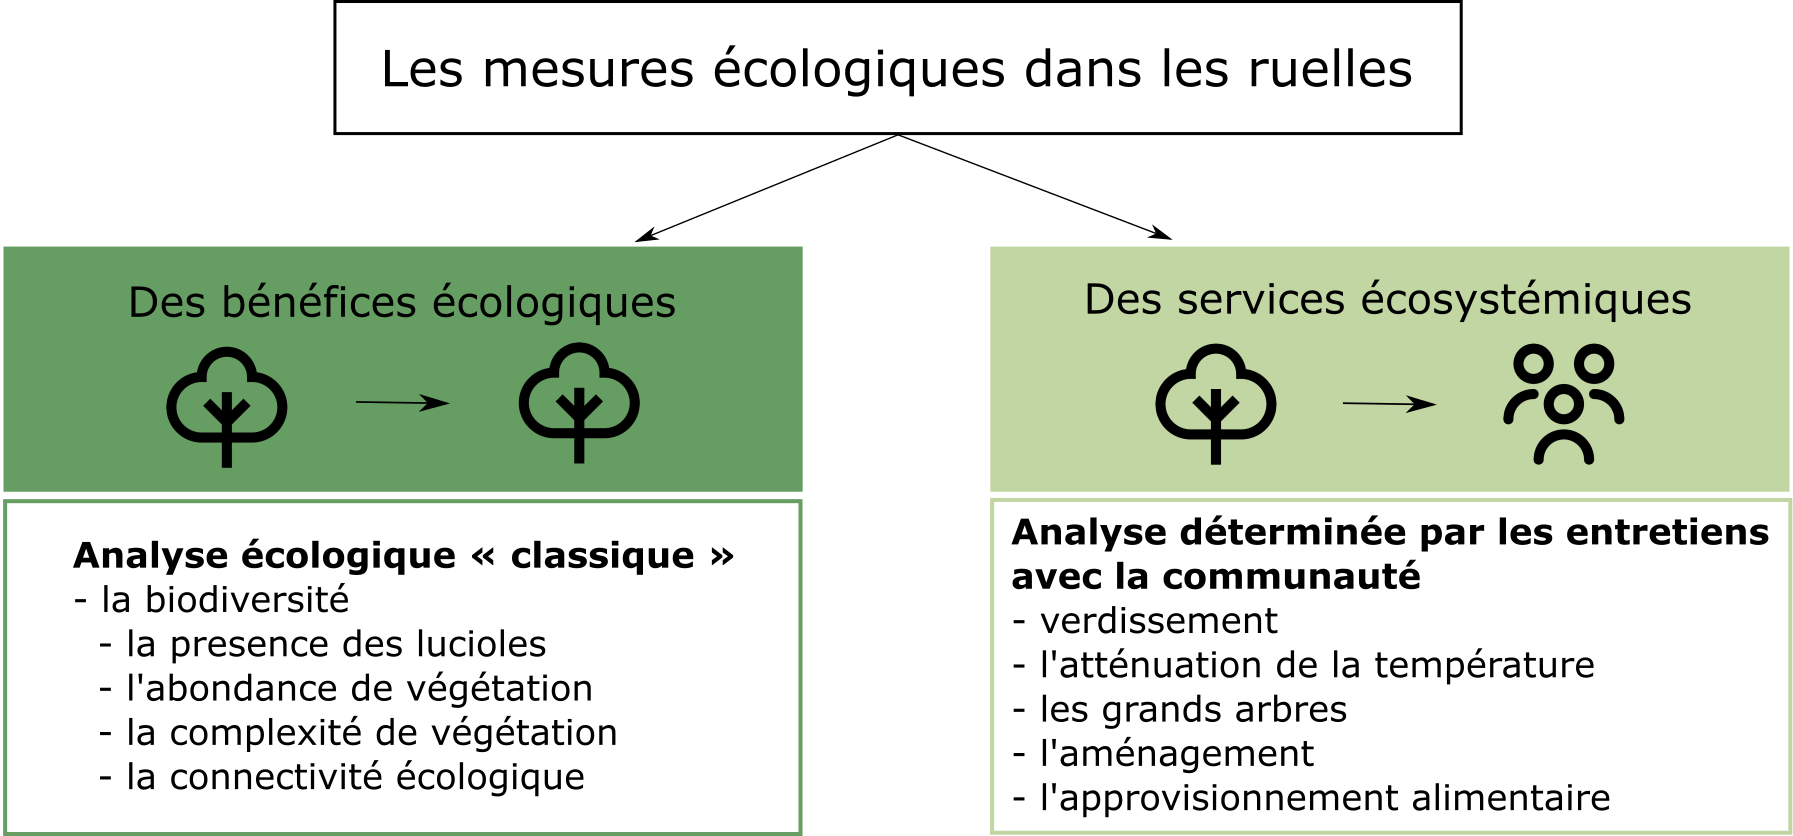 Les mesures écologiques dans les ruelles
Des bénéfices écologiques
Analyse écologique « classique »
- la biodiversité
- la presence des lucioles
- l'abondance de végétation
- la complexité de végétation
- la connectivité écologique
Des services écosystémiques
Analyse déterminée par les entretiens
avec la communauté
- verdissement
- l'atténuation de la température
- les grands arbres
- l'aménagement
- l'approvisionnement alimentaire